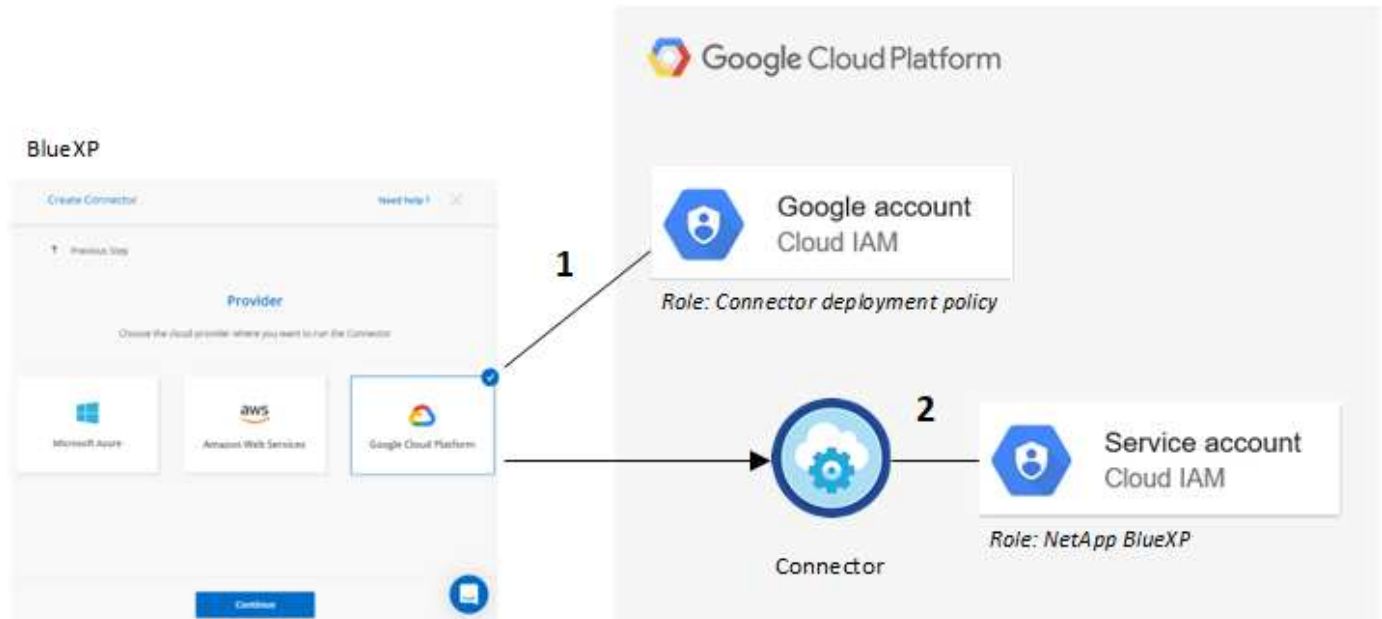 Google Cloud Platform
BlueXP
Create Connector
Need help?
Previous Step
Provider
Choose the cloud provider where you want to run the Connector
Microsoft Azure
aws
Amazon Web Services
Google Cloud Platform
Continue
1
Google account
Cloud IAM
Role: Connector deployment policy
2
Service account
Cloud IAM
Role: NetApp BlueXP
Connector